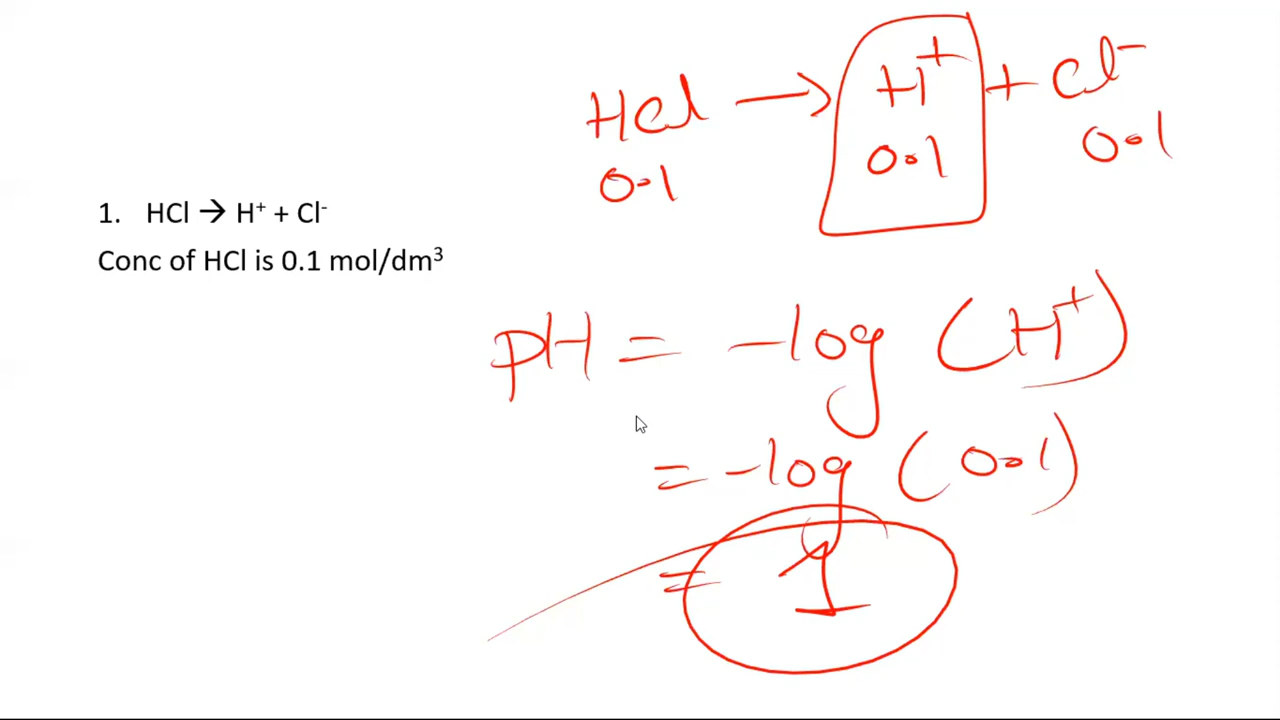 HCl → H⁺ + Cl⁻
0.1 0.1 0.1
1. HCl → H⁺ + Cl⁻
Conc of HCl is 0.1 mol/dm³
pH = -log (H⁺)
= -log (0.1)
= 1